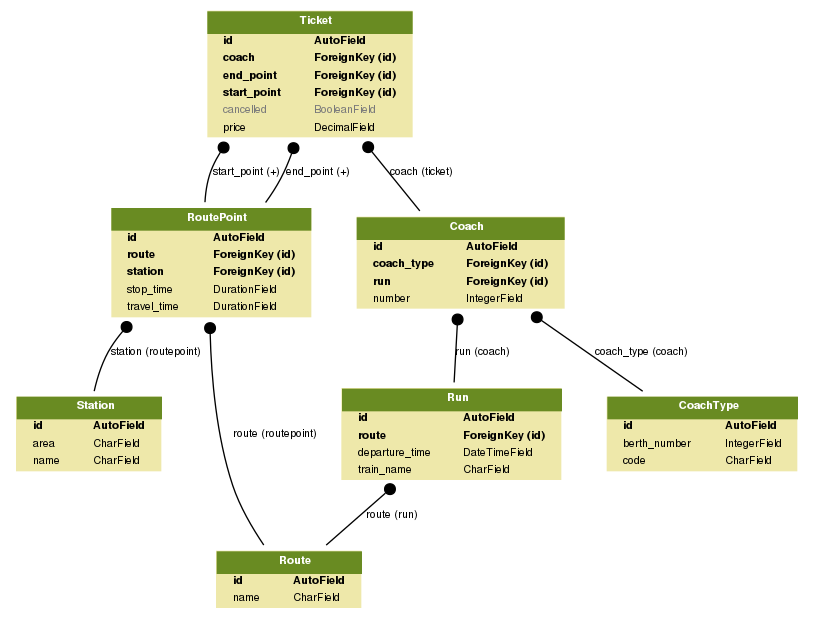 Ticket
id AutoField
coach ForeignKey (id)
end_point ForeignKey (id)
start_point ForeignKey (id)
cancelled BooleanField
price DecimalField
start_point (+) end_point (+) coach (ticket)
RoutePoint
id AutoField
route ForeignKey (id)
station ForeignKey (id)
stop_time DurationField
travel_time DurationField
Coach
id AutoField
coach_type ForeignKey (id)
run ForeignKey (id)
number IntegerField
station (routepoint) run (coach) coach_type (coach)
Station
id AutoField
area CharField
name CharField
route (routepoint)
Run
id AutoField
route ForeignKey (id)
departure_time DateTimeField
train_name CharField
CoachType
id AutoField
berth_number IntegerField
code CharField
route (run)
Route
id AutoField
name CharField